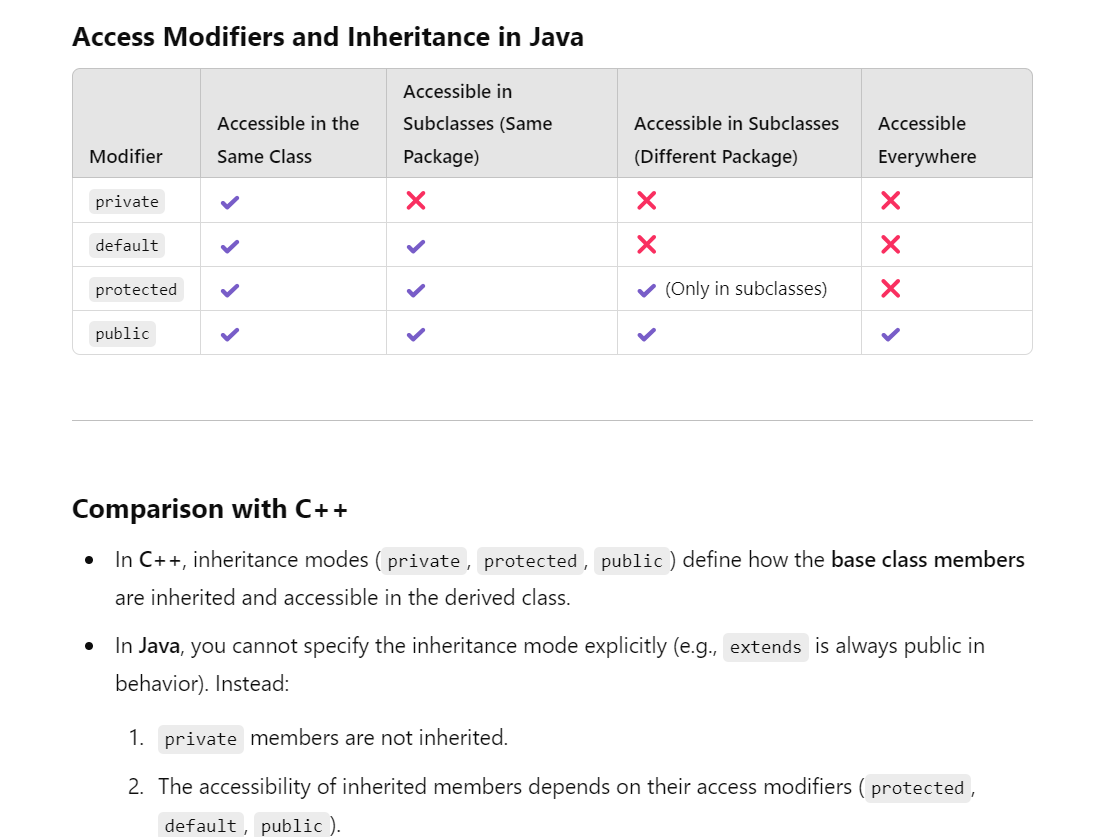 Access Modifiers and Inheritance in Java
Modifier | Accessible in the Same Class | Accessible in Subclasses (Same Package) | Accessible in Subclasses (Different Package) | Accessible Everywhere
private | ✔ | ❌ | ❌ | ❌
default | ✔ | ✔ | ❌ | ❌
protected | ✔ | ✔ | ✔ (Only in subclasses) | ❌
public | ✔ | ✔ | ✔ | ✔
Comparison with C++
• In C++, inheritance modes (private, protected, public) define how the base class members
are inherited and accessible in the derived class.
• In Java, you cannot specify the inheritance mode explicitly (e.g., extends is always public in
behavior). Instead:
1. private members are not inherited.
2. The accessibility of inherited members depends on their access modifiers (protected,
default, public).